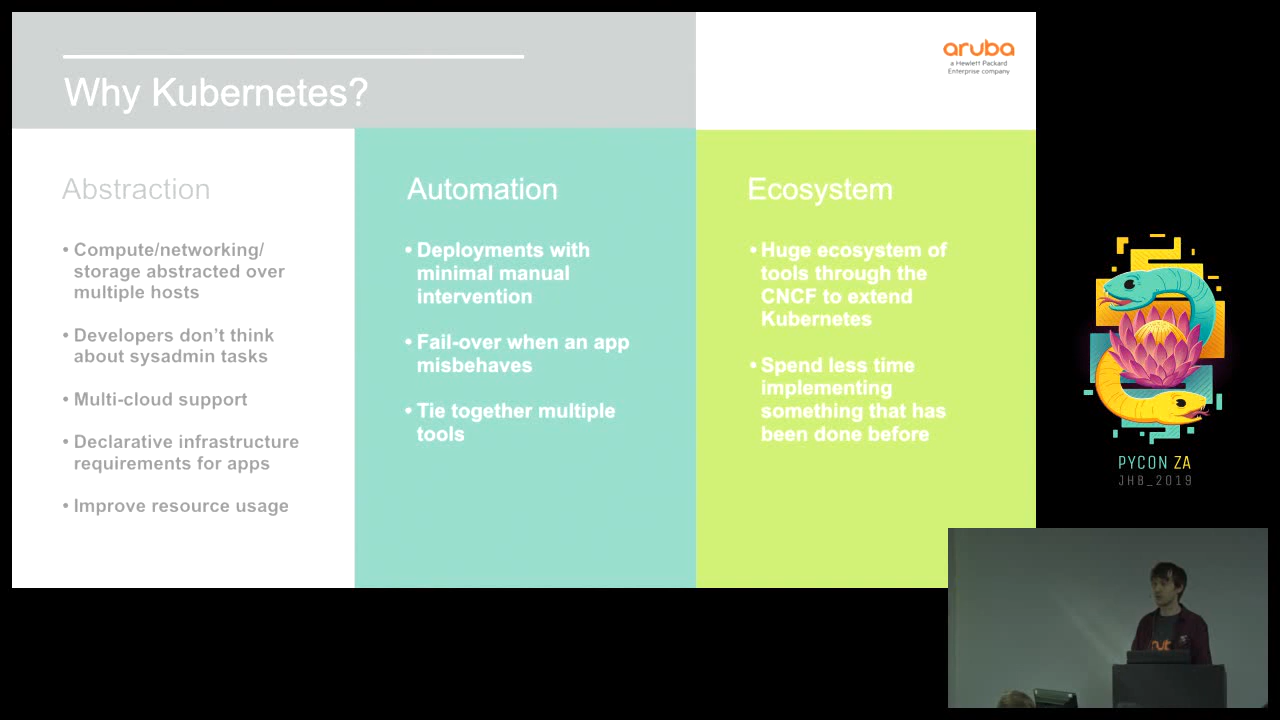 Why Kubernetes?
aruba
a Hewlett Packard
Enterprise company
Abstraction
• Compute/networking/
storage abstracted over
multiple hosts
• Developers don’t think
about sysadmin tasks
• Multi-cloud support
• Declarative infrastructure
requirements for apps
• Improve resource usage
Automation
• Deployments with
minimal manual
intervention
• Fail-over when an app
misbehaves
• Tie together multiple
tools
Ecosystem
• Huge ecosystem of
tools through the
CNCF to extend
Kubernetes
• Spend less time
implementing
something that has
been done before
PYCON ZA
JHB_2019